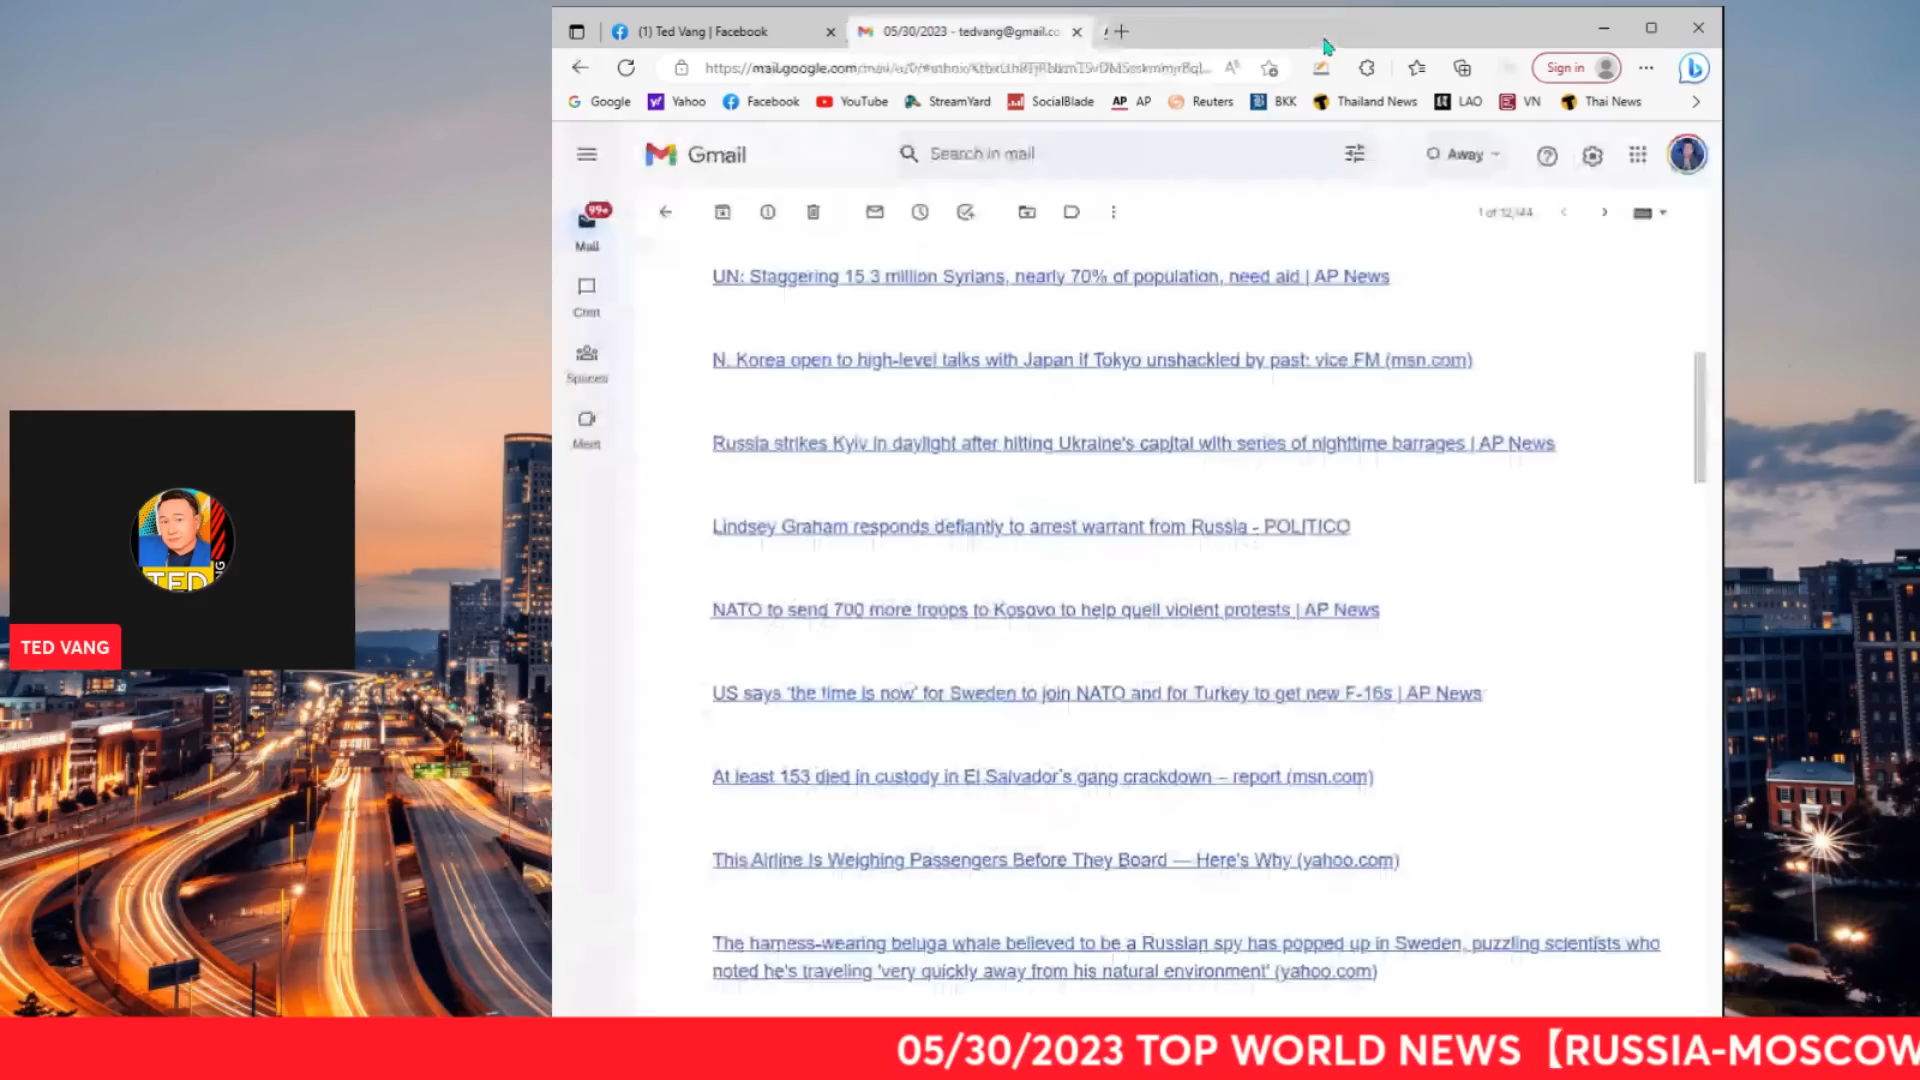 (1) Ted Vang | Facebook
05/30/2023 - tedvang@gmail.co
Sign in
Google
Yahoo
Facebook
YouTube
StreamYard
SocialBlade
AP AP
Reuters
BKK
Thailand News
LAO
VN
Thai News
Gmail
Search in mail
Away
99+
Mail
Chat
Spaces
Meet
1 of 12,144
UN: Staggering 15.3 million Syrians, nearly 70% of population, need aid | AP News
N. Korea open to high-level talks with Japan if Tokyo unshackled by past: vice FM (msn.com)
Russia strikes Kyiv in daylight after hitting Ukraine's capital with series of nighttime barrages | AP News
Lindsey Graham responds defiantly to arrest warrant from Russia - POLITICO
NATO to send 700 more troops to Kosovo to help quell violent protests | AP News
US says 'the time is now' for Sweden to join NATO and for Turkey to get new F-16s | AP News
At least 153 died in custody in El Salvador's gang crackdown – report (msn.com)
This Airline Is Weighing Passengers Before They Board — Here's Why (yahoo.com)
The harness-wearing beluga whale believed to be a Russian spy has popped up in Sweden, puzzling scientists who
noted he's traveling 'very quickly away from his natural environment' (yahoo.com)
TED
TED VANG
05/30/2023 TOP WORLD NEWS【RUSSIA-MOSCOW